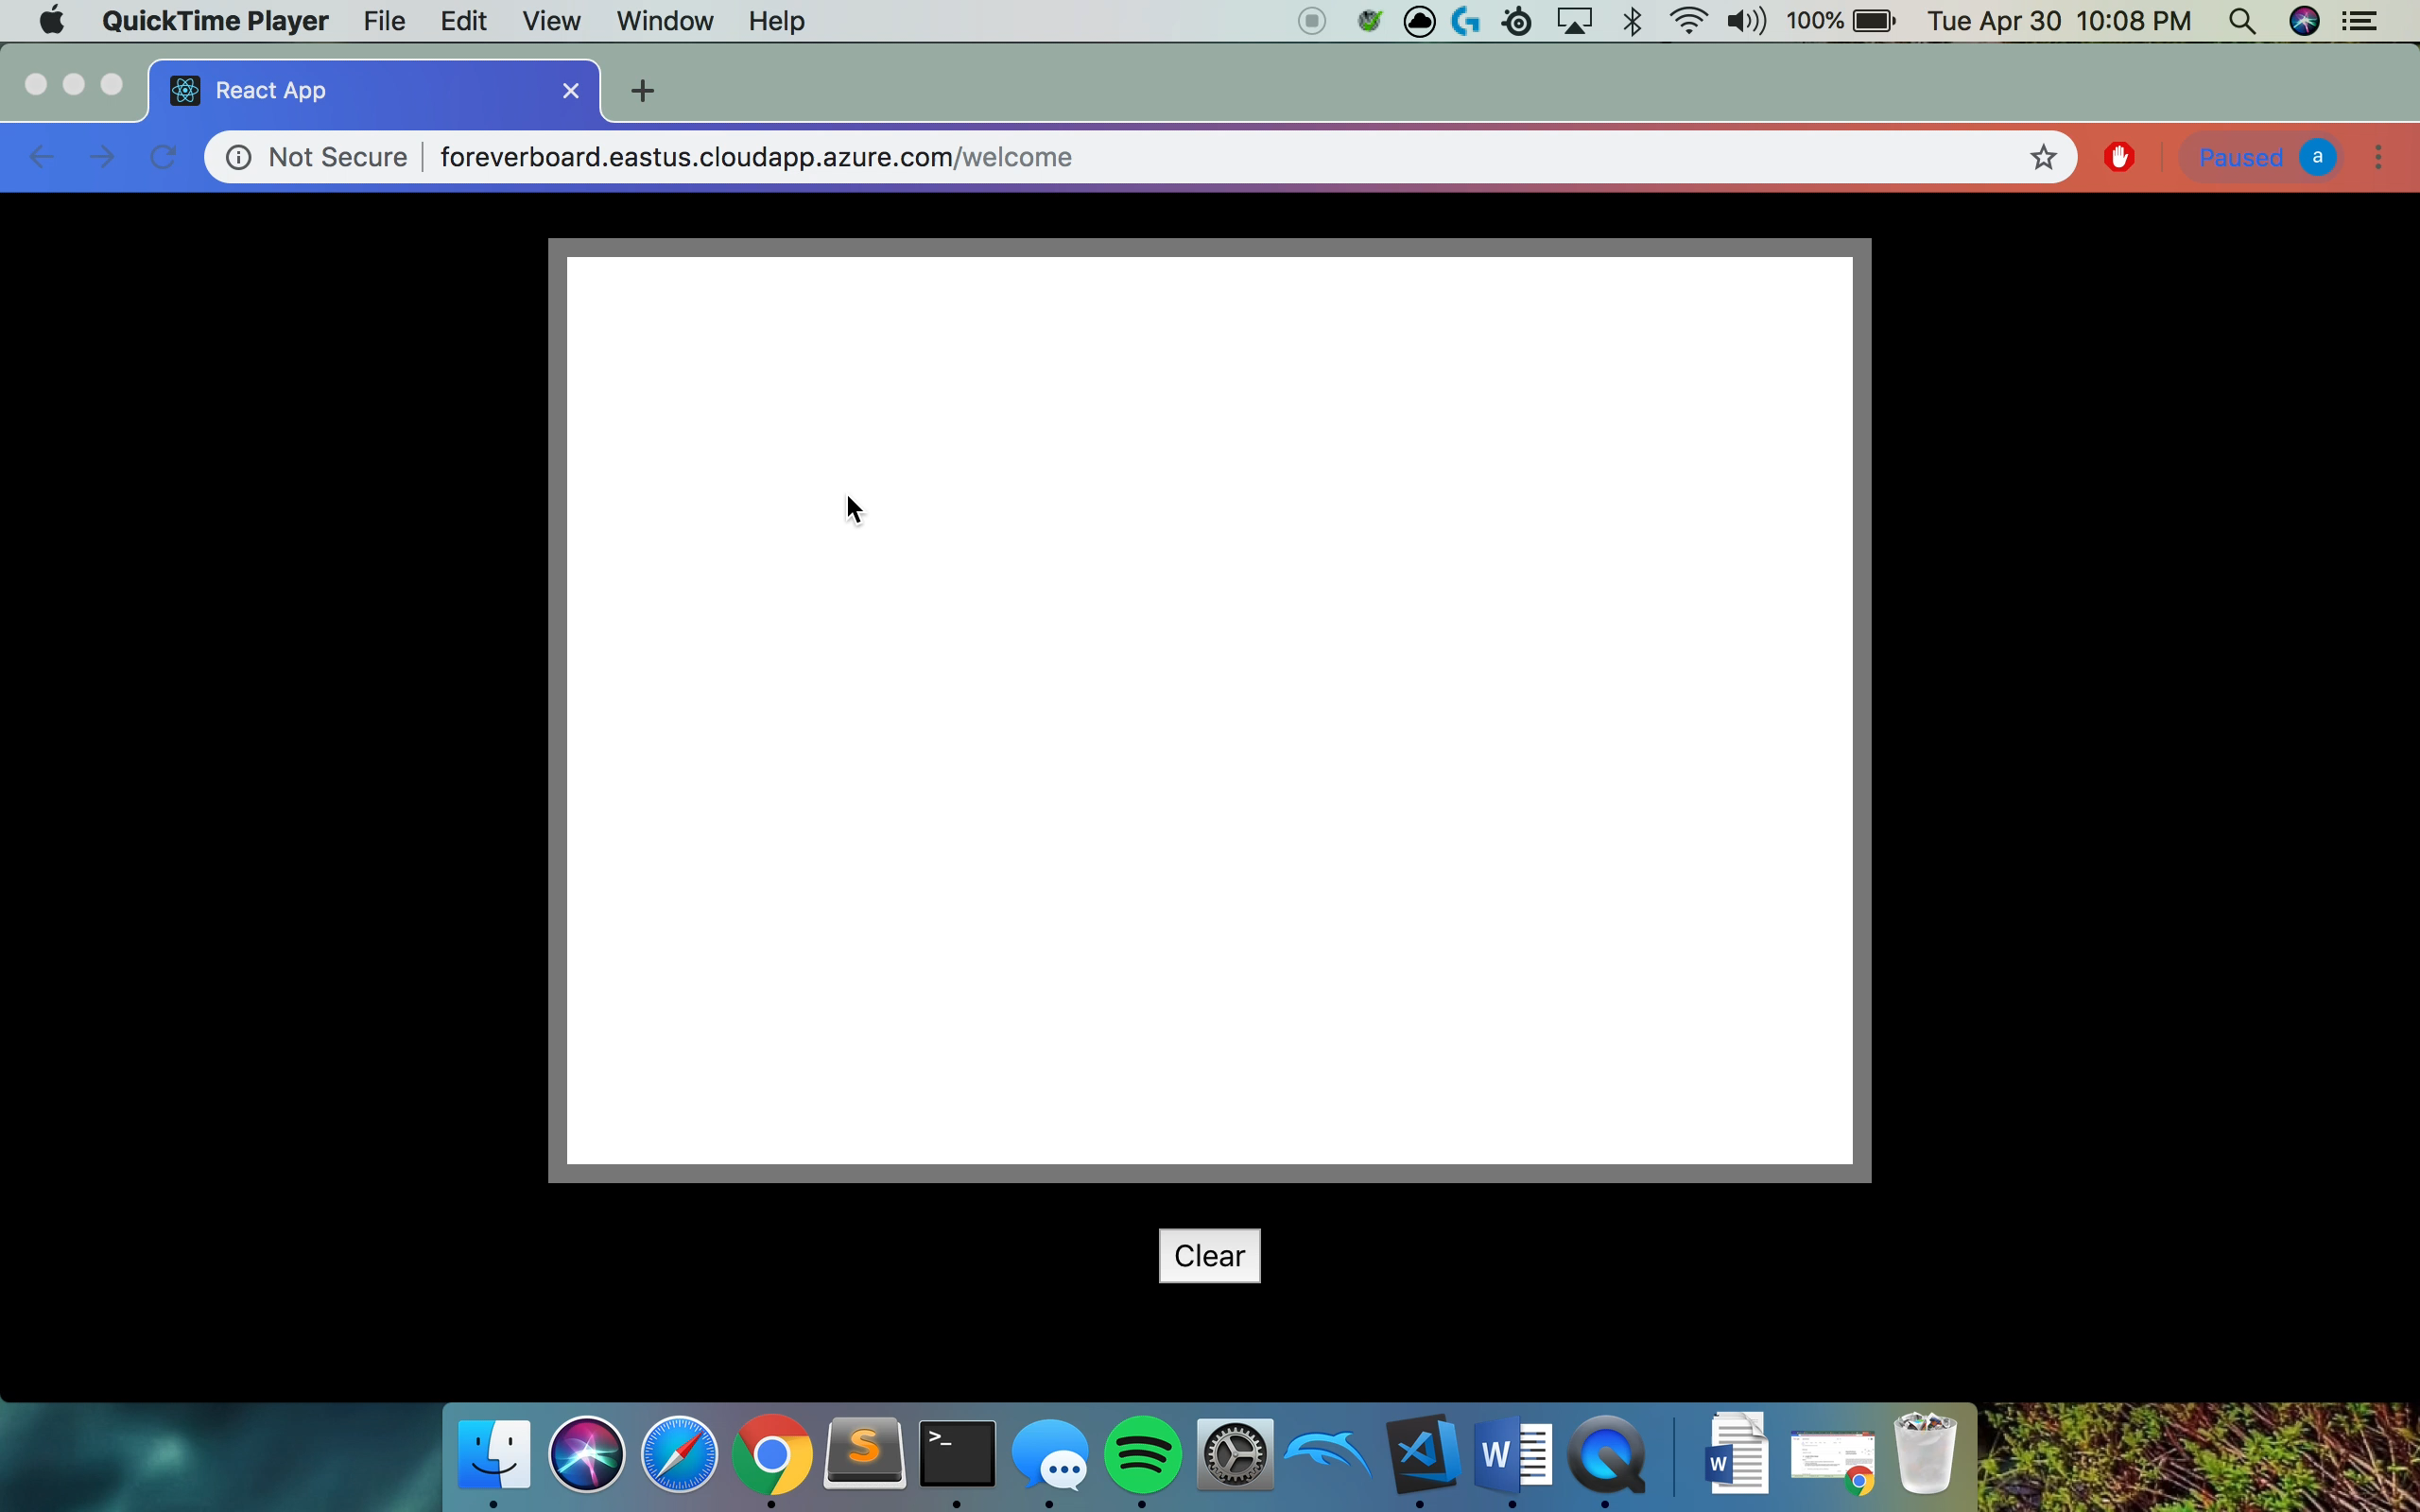 QuickTime Player File Edit View Window Help 100% Tue Apr 30 10:08 PM
React App
Not Secure foreverboard.eastus.cloudapp.azure.com/welcome Paused a
Clear